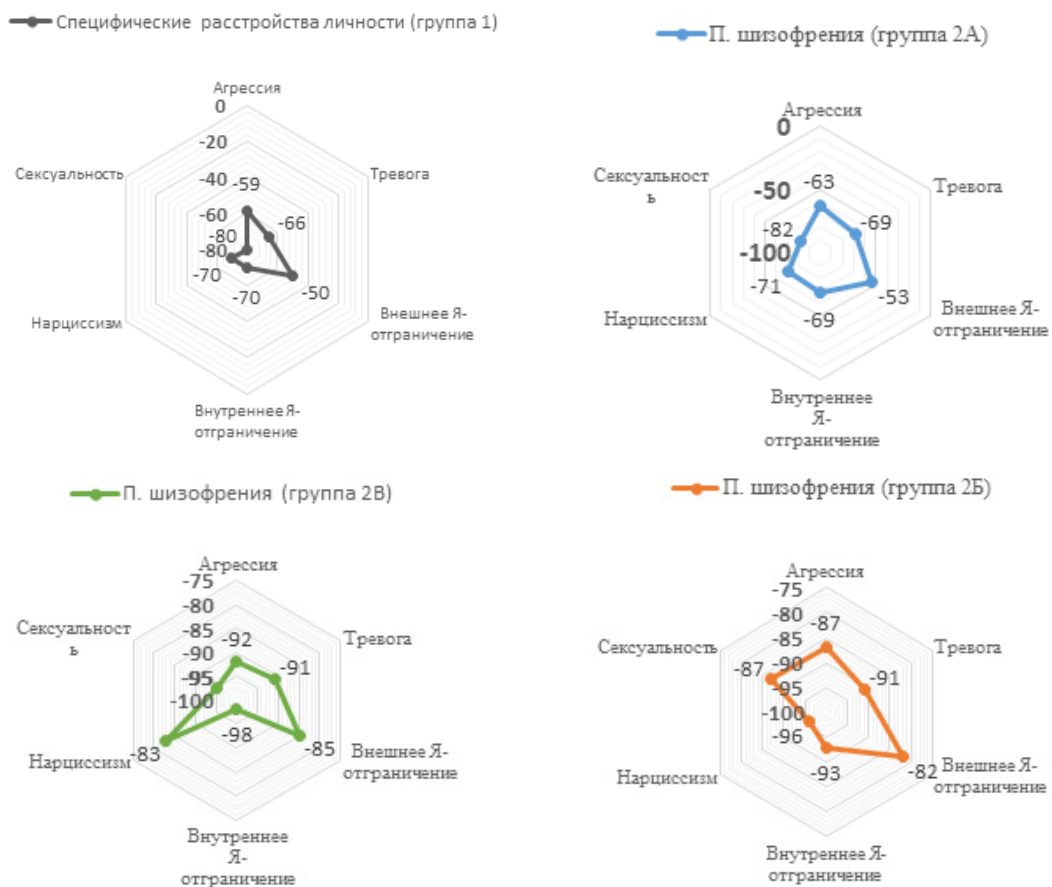 Специфические расстройства личности (группа 1)
Агрессия
0
-20
-40
-60
-80
-80
-59
-66
-50
-70
-70
Сексуальность
Тревога
Нарциссизм
Внешнее Я-
отграничение
Внутреннее Я-
отграничение
П. шизофрения (группа 2А)
Агрессия
0
-50
-100
-63
-69
-53
-69
-71
-82
Сексуальност
ь
Тревога
Нарциссизм
Внешнее Я-
отграничение
Внутреннее
Я-
отграничение
П. шизофрения (группа 2В)
Агрессия
-75
-80
-85
-90
-95
-100
-92
-91
-85
-98
-83
Сексуальност
ь
Тревога
Нарциссизм
Внешнее Я-
отграничение
Внутреннее
Я-
отграничение
П. шизофрения (группа 2Б)
Агрессия
-75
-80
-85
-90
-95
-100
-87
-91
-82
-93
-96
-87
Сексуальность
Тревога
Нарциссизм
Внешнее Я-
отграничение
Внутреннее Я-
отграничение